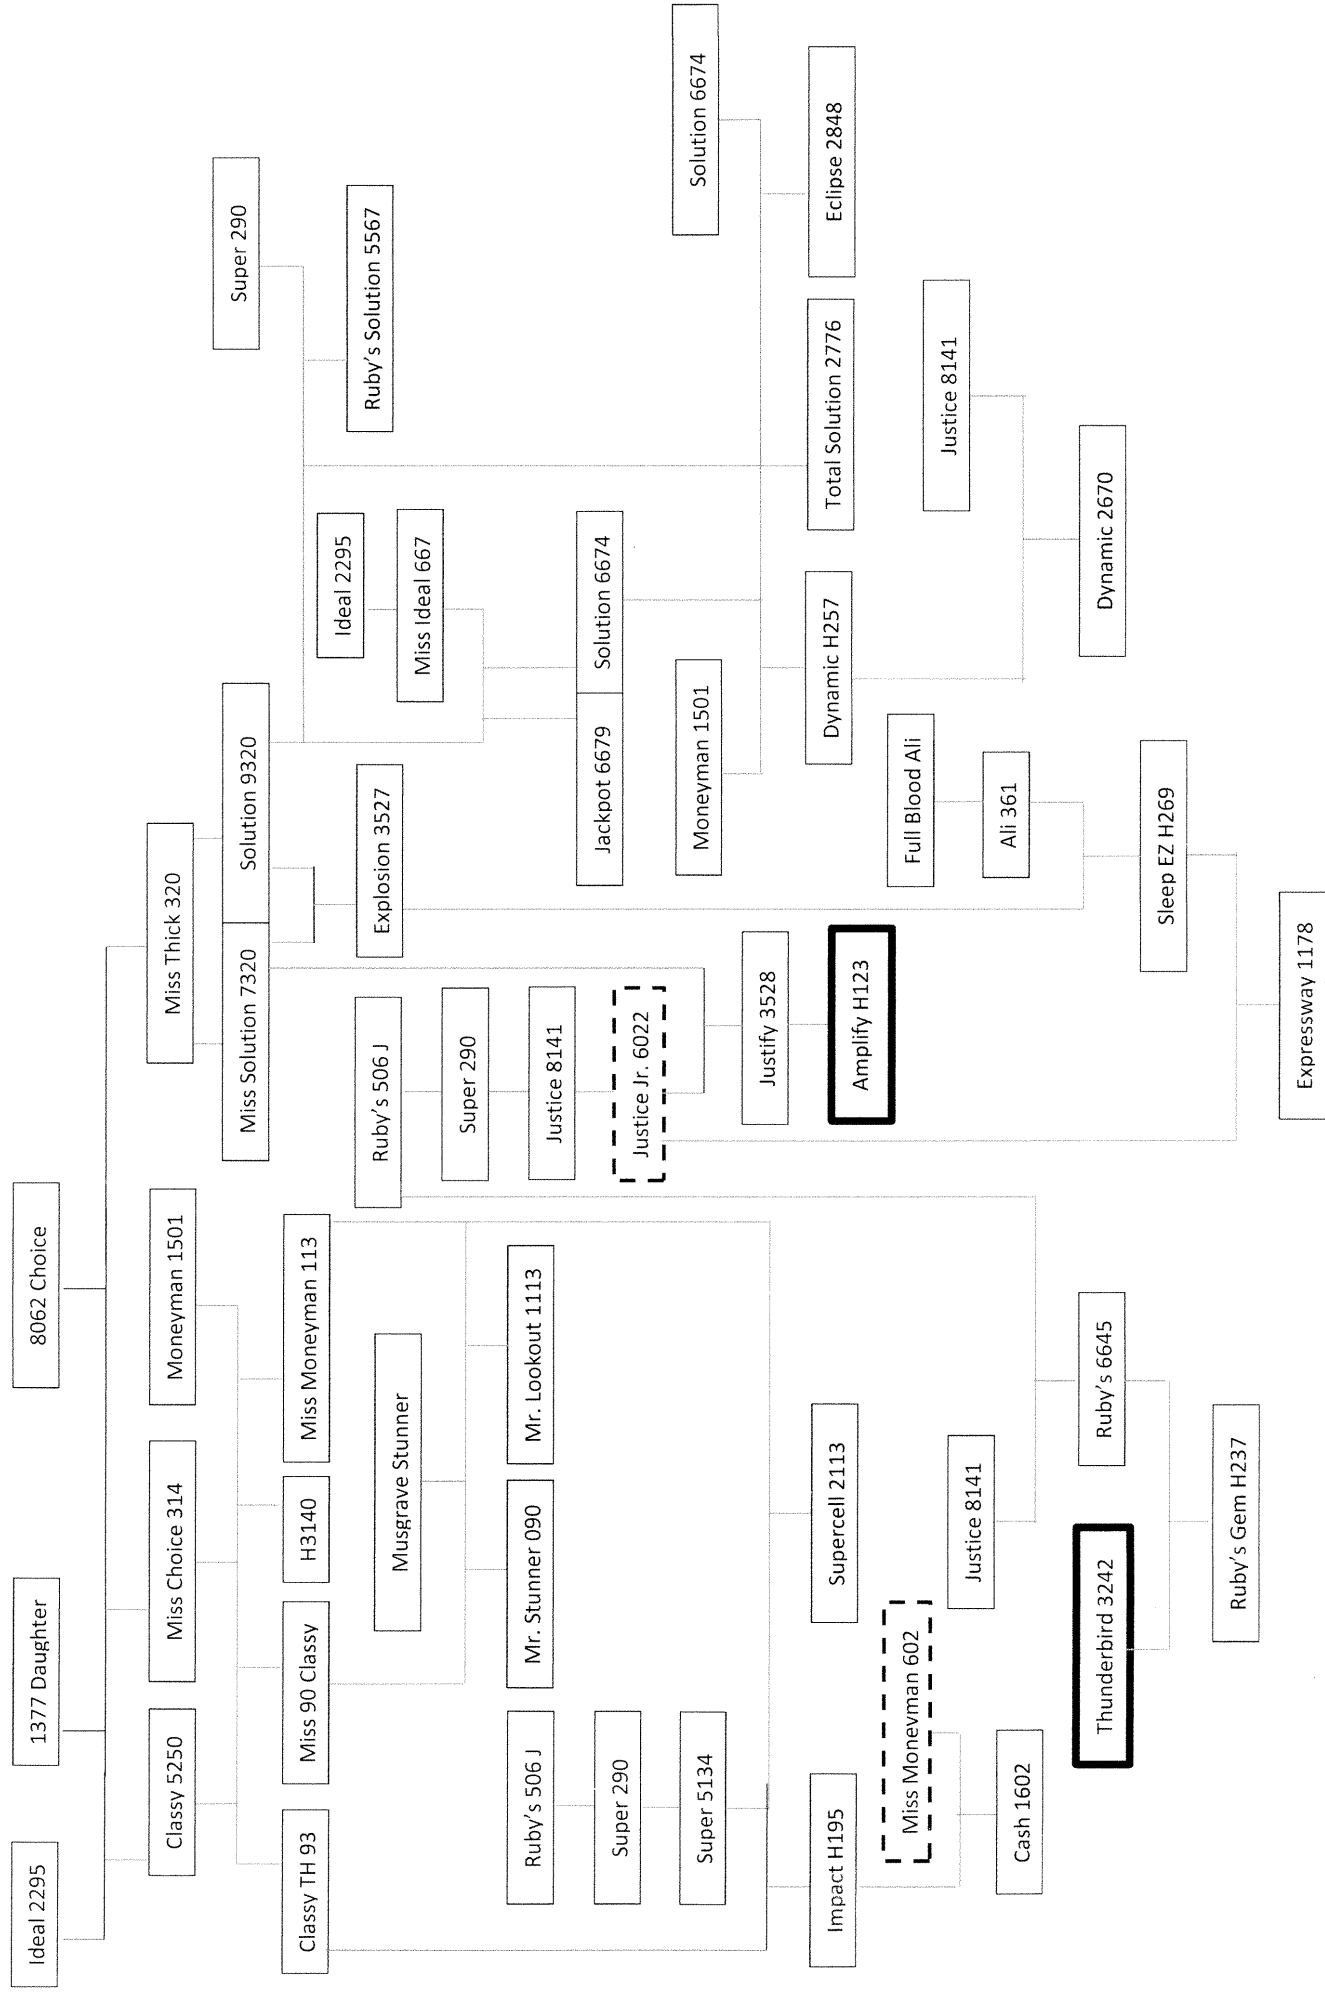 Ideal 2295
1377 Daughter
8062 Choice
Classy 5250
Miss Choice 314
Moneyman 1501
Miss Thick 320
Classy TH 93
Miss 90 Classy
H3140
Miss Moneyman 113
Miss Solution 7320
Solution 9320
Super 290
Musgrave Stunner
Ruby's 506 J
Explosion 3527
Ideal 2295
Ruby's Solution 5567
Miss Ideal 667
Super 290
Ruby's 506 J
Mr. Stunner 090
Mr. Lookout 1113
Justice 8141
Jackpot 6679
Solution 6674
Super 290
Justice Jr. 6022
Super 5134
Moneyman 1501
Solution 6674
Justify 3528
Impact H195
Supercell 2113
Amplify H123
Dynamic H257
Total Solution 2776
Eclipse 2848
Miss Moneyman 602
Full Blood Ali
Justice 8141
Justice 8141
Ali 361
Cash 1602
Thunderbird 3242
Ruby's 6645
Dynamic 2670
Sleep EZ H269
Ruby's Gem H237
Expressway 1178